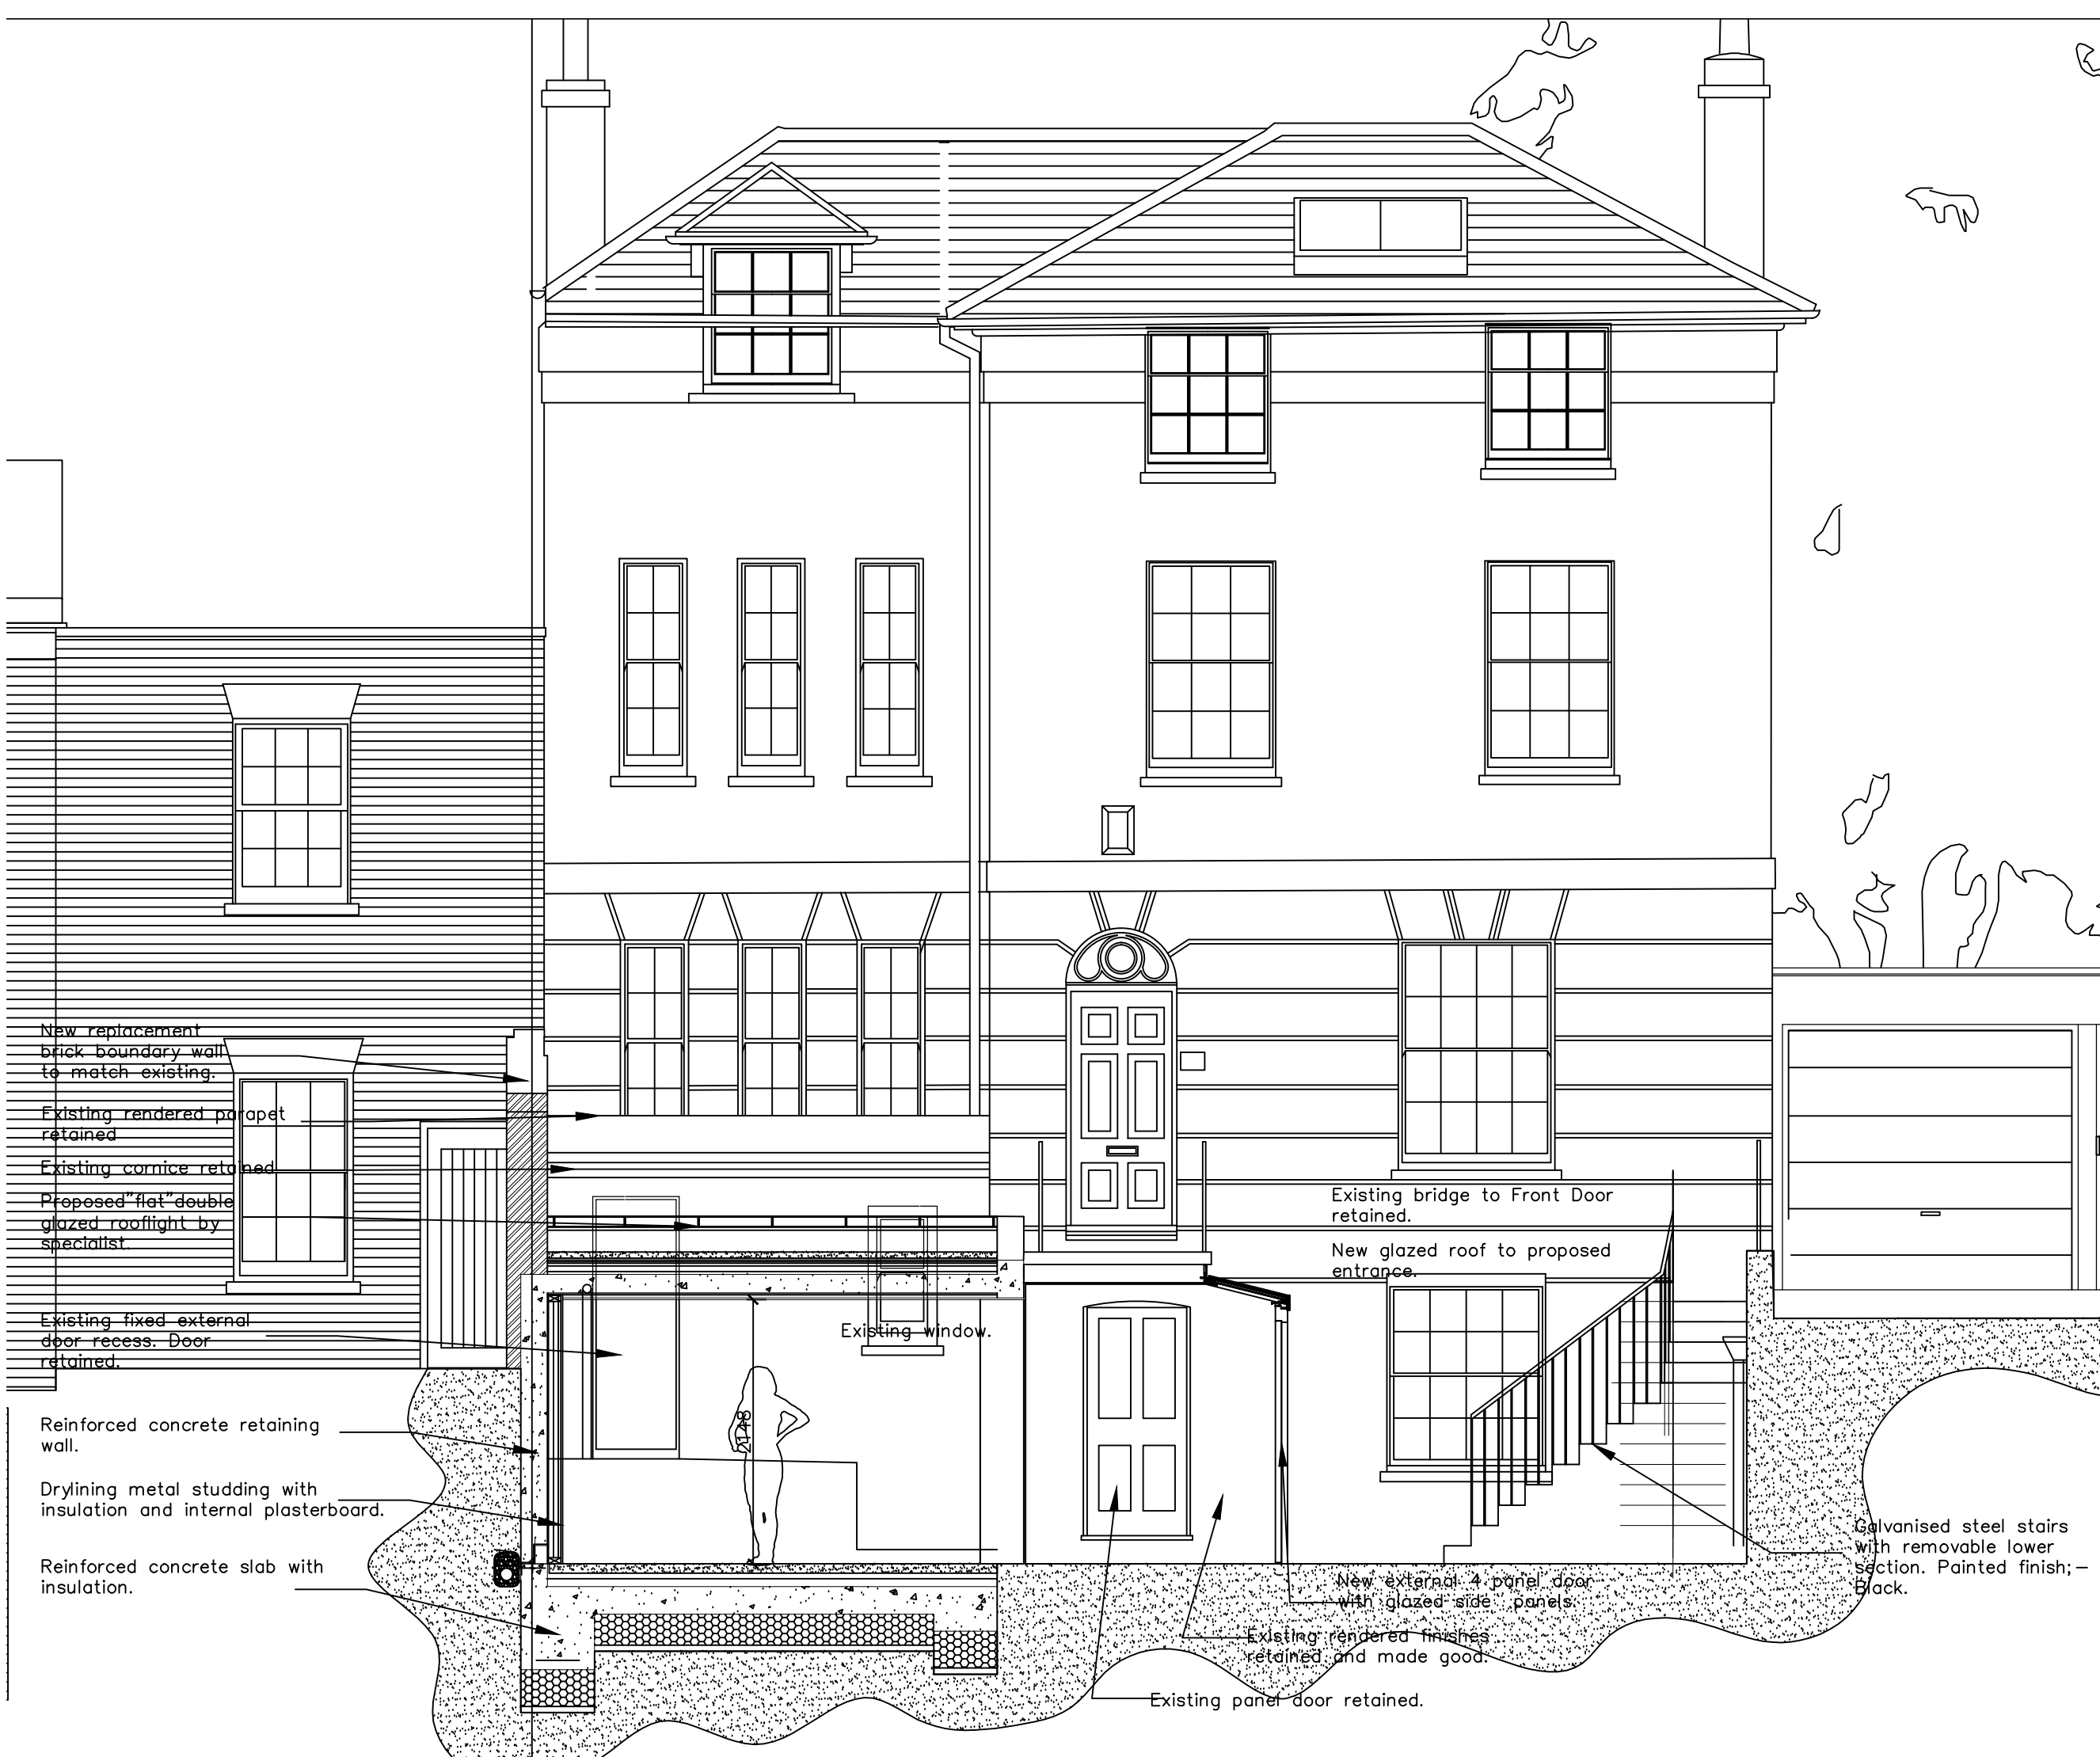 New replacement
brick boundary wall
to match existing.
Existing rendered parapet
retained
Existing cornice retained
Proposed"flat"double
glazed rooflight by
specialist.
Existing fixed external
door recess. Door
retained.
Reinforced concrete retaining
wall.
Drylining metal studding with
insulation and internal plasterboard.
Reinforced concrete slab with
insulation.
Existing window.
2148
Existing bridge to Front Door
retained.
New glazed roof to proposed
entrance.
Galvanised steel stairs
with removable lower
section. Painted finish;–
Black.
New external 4 panel door
with glazed side panels.
Existing rendered finishes
retained and made good.
Existing panel door retained.